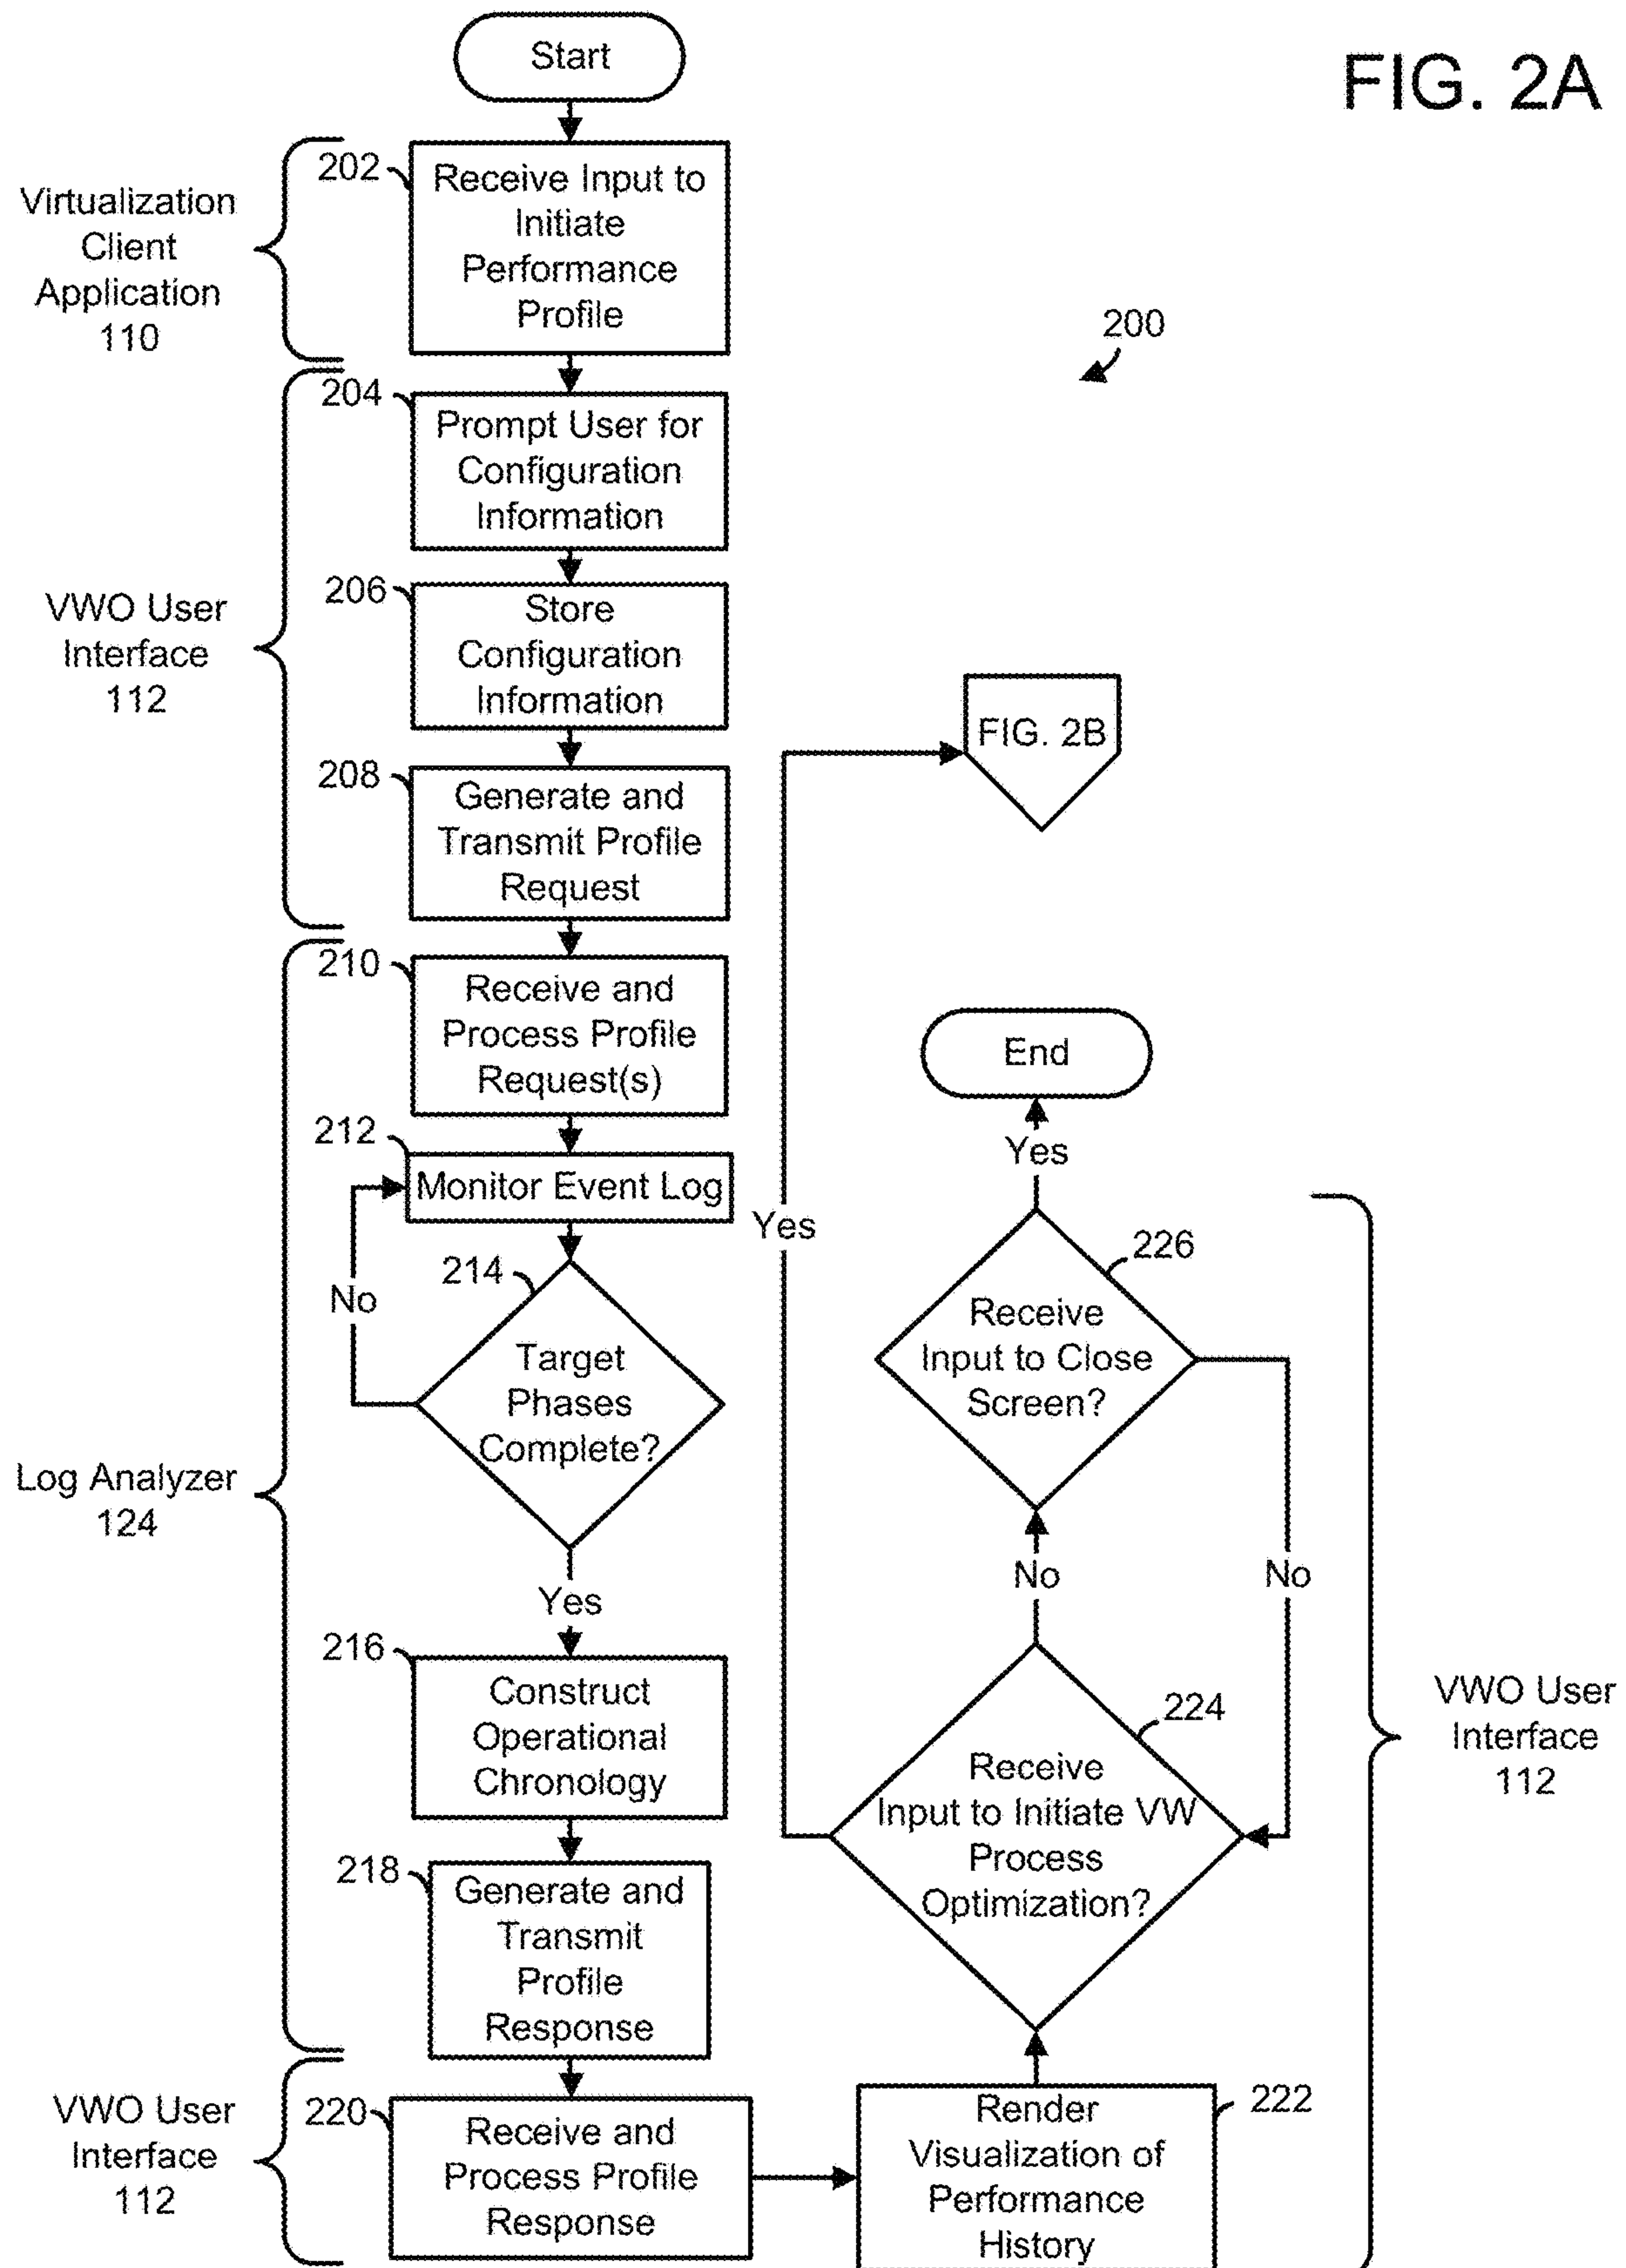 FIG. 2A
Start
Virtualization
Client
Application
110
202
Receive Input to
Initiate
Performance
Profile
200
VWO User
Interface
112
204
Prompt User for
Configuration
Information
206
Store
Configuration
Information
208
Generate and
Transmit Profile
Request
Log Analyzer
124
210
Receive and
Process Profile
Request(s)
212
Monitor Event Log
214
Target
Phases
Complete?
No
Yes
216
Construct
Operational
Chronology
218
Generate and
Transmit
Profile
Response
VWO User
Interface
112
220
Receive and
Process Profile
Response
FIG. 2B
Yes
End
Yes
226
Receive
Input to Close
Screen?
No
No
224
Receive
Input to Initiate VW
Process
Optimization?
VWO User
Interface
112
222
Render
Visualization of
Performance
History